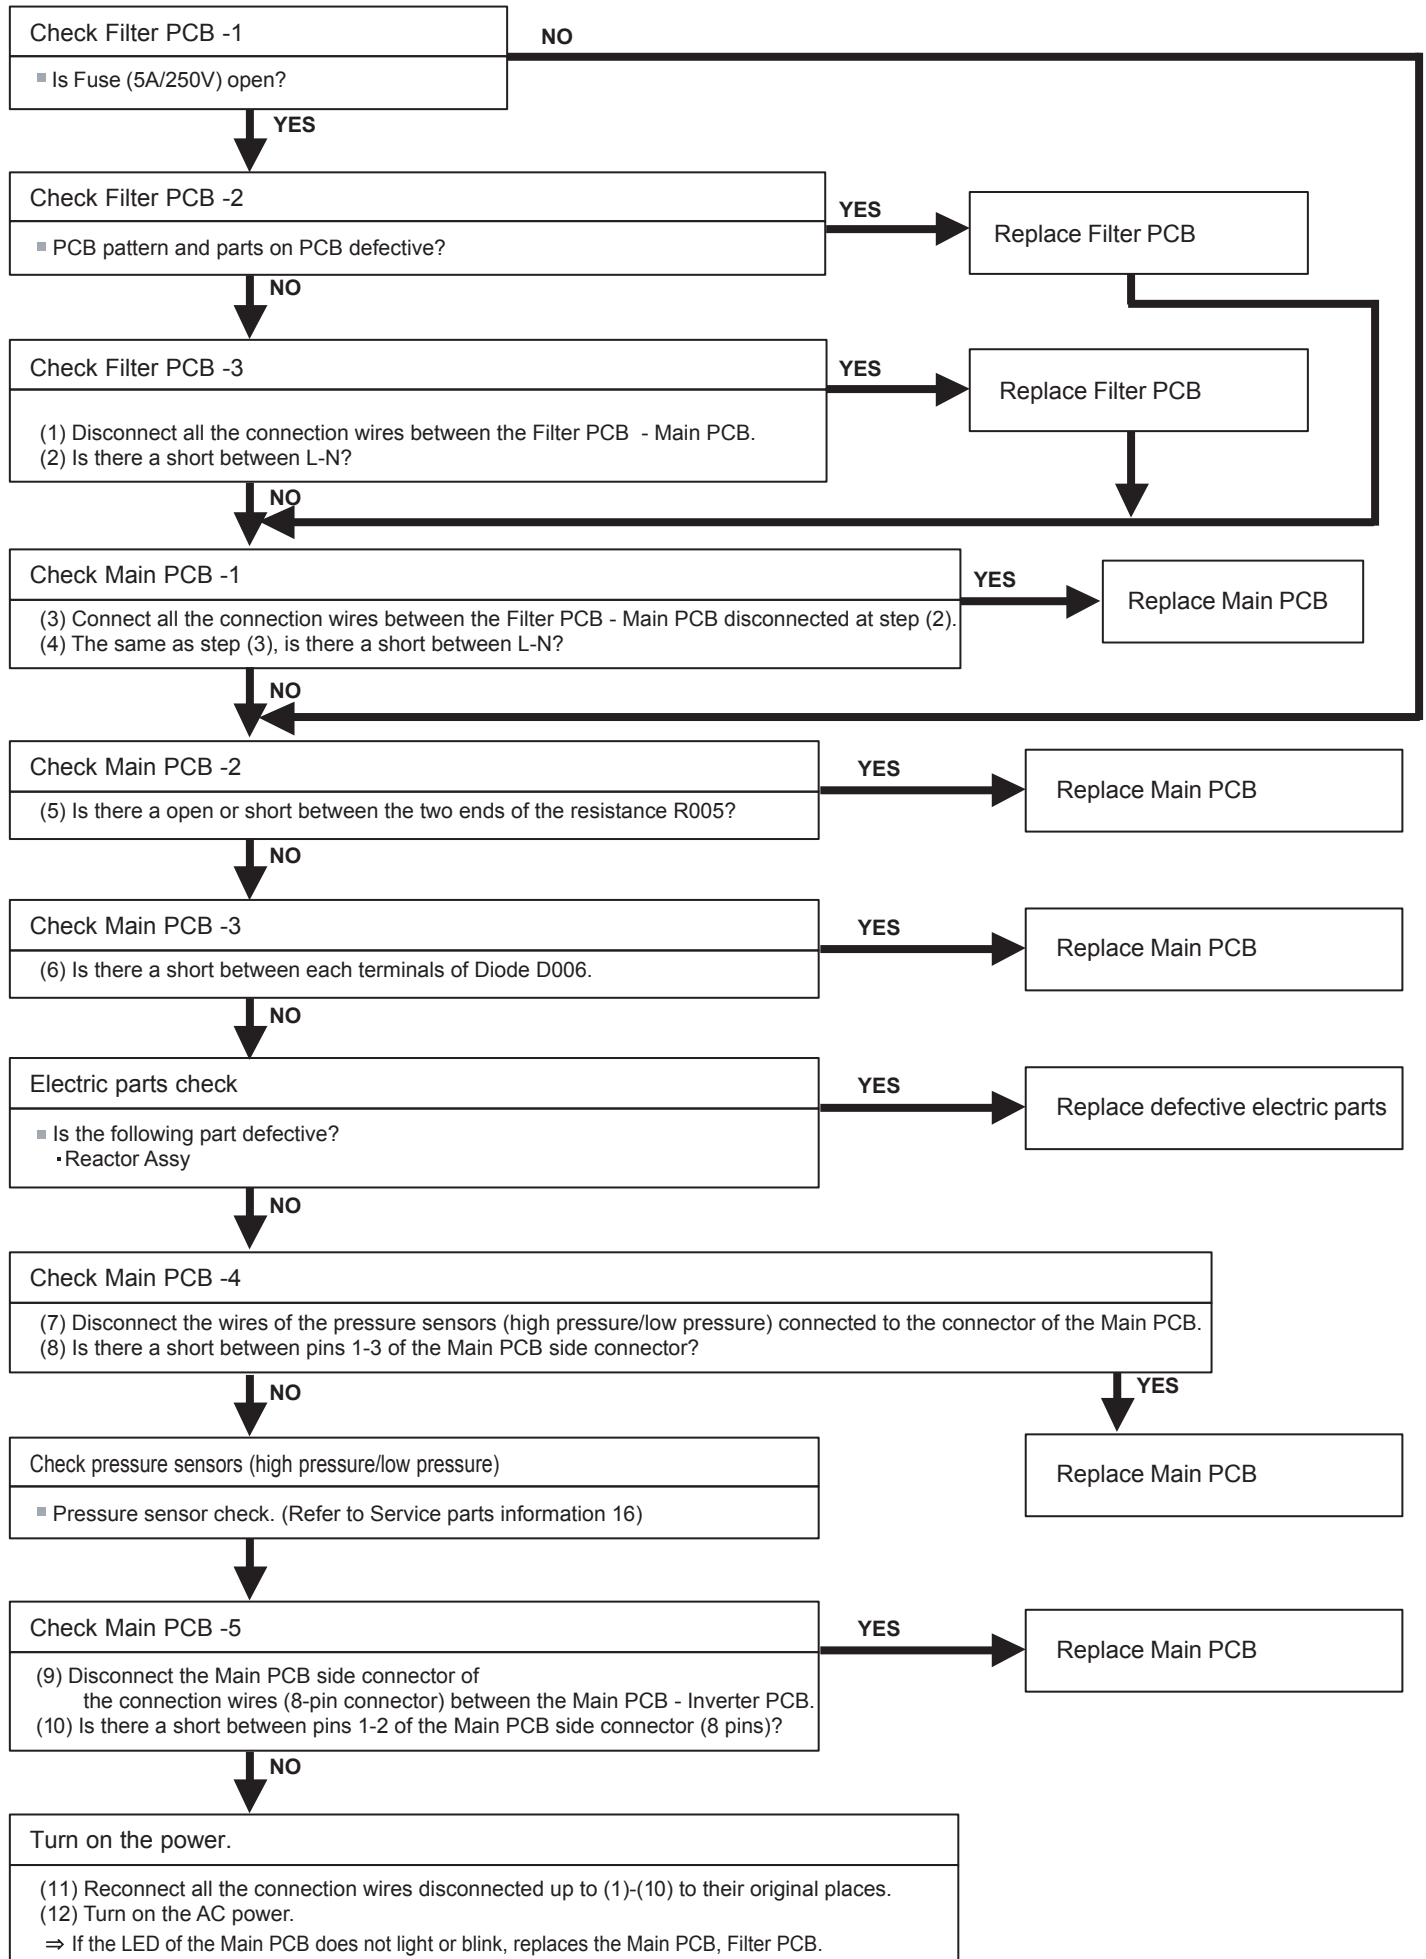 Check Filter PCB -1
NO
▪ Is Fuse (5A/250V) open?
YES
Check Filter PCB -2
YES
▪ PCB pattern and parts on PCB defective?
Replace Filter PCB
NO
Check Filter PCB -3
YES
Replace Filter PCB
(1) Disconnect all the connection wires between the Filter PCB - Main PCB.
(2) Is there a short between L-N?
NO
Check Main PCB -1
YES
Replace Main PCB
(3) Connect all the connection wires between the Filter PCB - Main PCB disconnected at step (2).
(4) The same as step (3), is there a short between L-N?
NO
Check Main PCB -2
YES
Replace Main PCB
(5) Is there a open or short between the two ends of the resistance R005?
NO
Check Main PCB -3
YES
Replace Main PCB
(6) Is there a short between each terminals of Diode D006.
NO
Electric parts check
YES
Replace defective electric parts
▪ Is the following part defective?
・Reactor Assy
NO
Check Main PCB -4
(7) Disconnect the wires of the pressure sensors (high pressure/low pressure) connected to the connector of the Main PCB.
(8) Is there a short between pins 1-3 of the Main PCB side connector?
NO
YES
Check pressure sensors (high pressure/low pressure)
Replace Main PCB
▪ Pressure sensor check. (Refer to Service parts information 16)
Check Main PCB -5
YES
Replace Main PCB
(9) Disconnect the Main PCB side connector of
the connection wires (8-pin connector) between the Main PCB - Inverter PCB.
(10) Is there a short between pins 1-2 of the Main PCB side connector (8 pins)?
NO
Turn on the power.
(11) Reconnect all the connection wires disconnected up to (1)-(10) to their original places.
(12) Turn on the AC power.
⇒ If the LED of the Main PCB does not light or blink, replaces the Main PCB, Filter PCB.